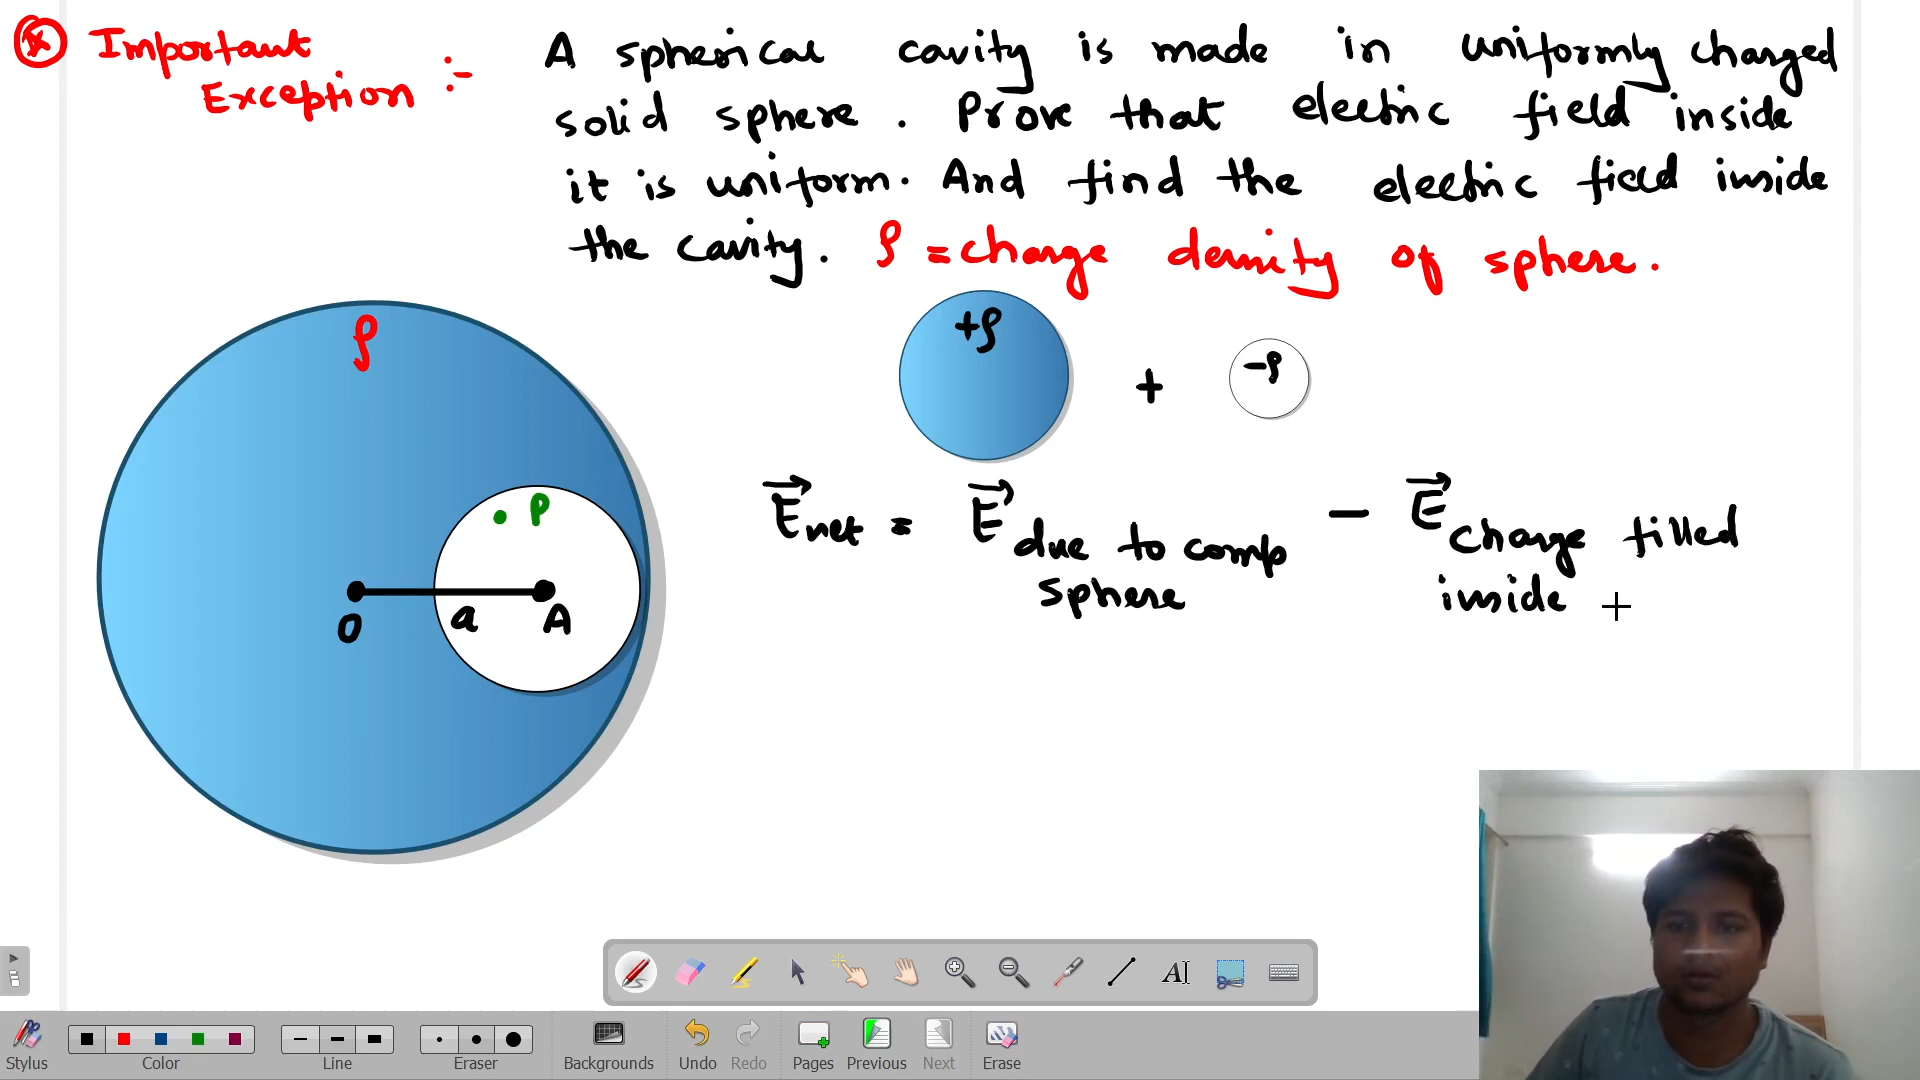 Important
Exception :-
A spherical cavity is made in uniformly charged
solid sphere. Prove that electric field inside
it is uniform. And find the electric field inside
the cavity. ρ = charge density of sphere.
ρ
+ρ
+
-ρ
P
O
a
A
E⃗net = E⃗due to comp sphere - E⃗charge filled inside
Stylus
Color
Line
Eraser
Backgrounds
Undo
Redo
Pages
Previous
Next
Erase